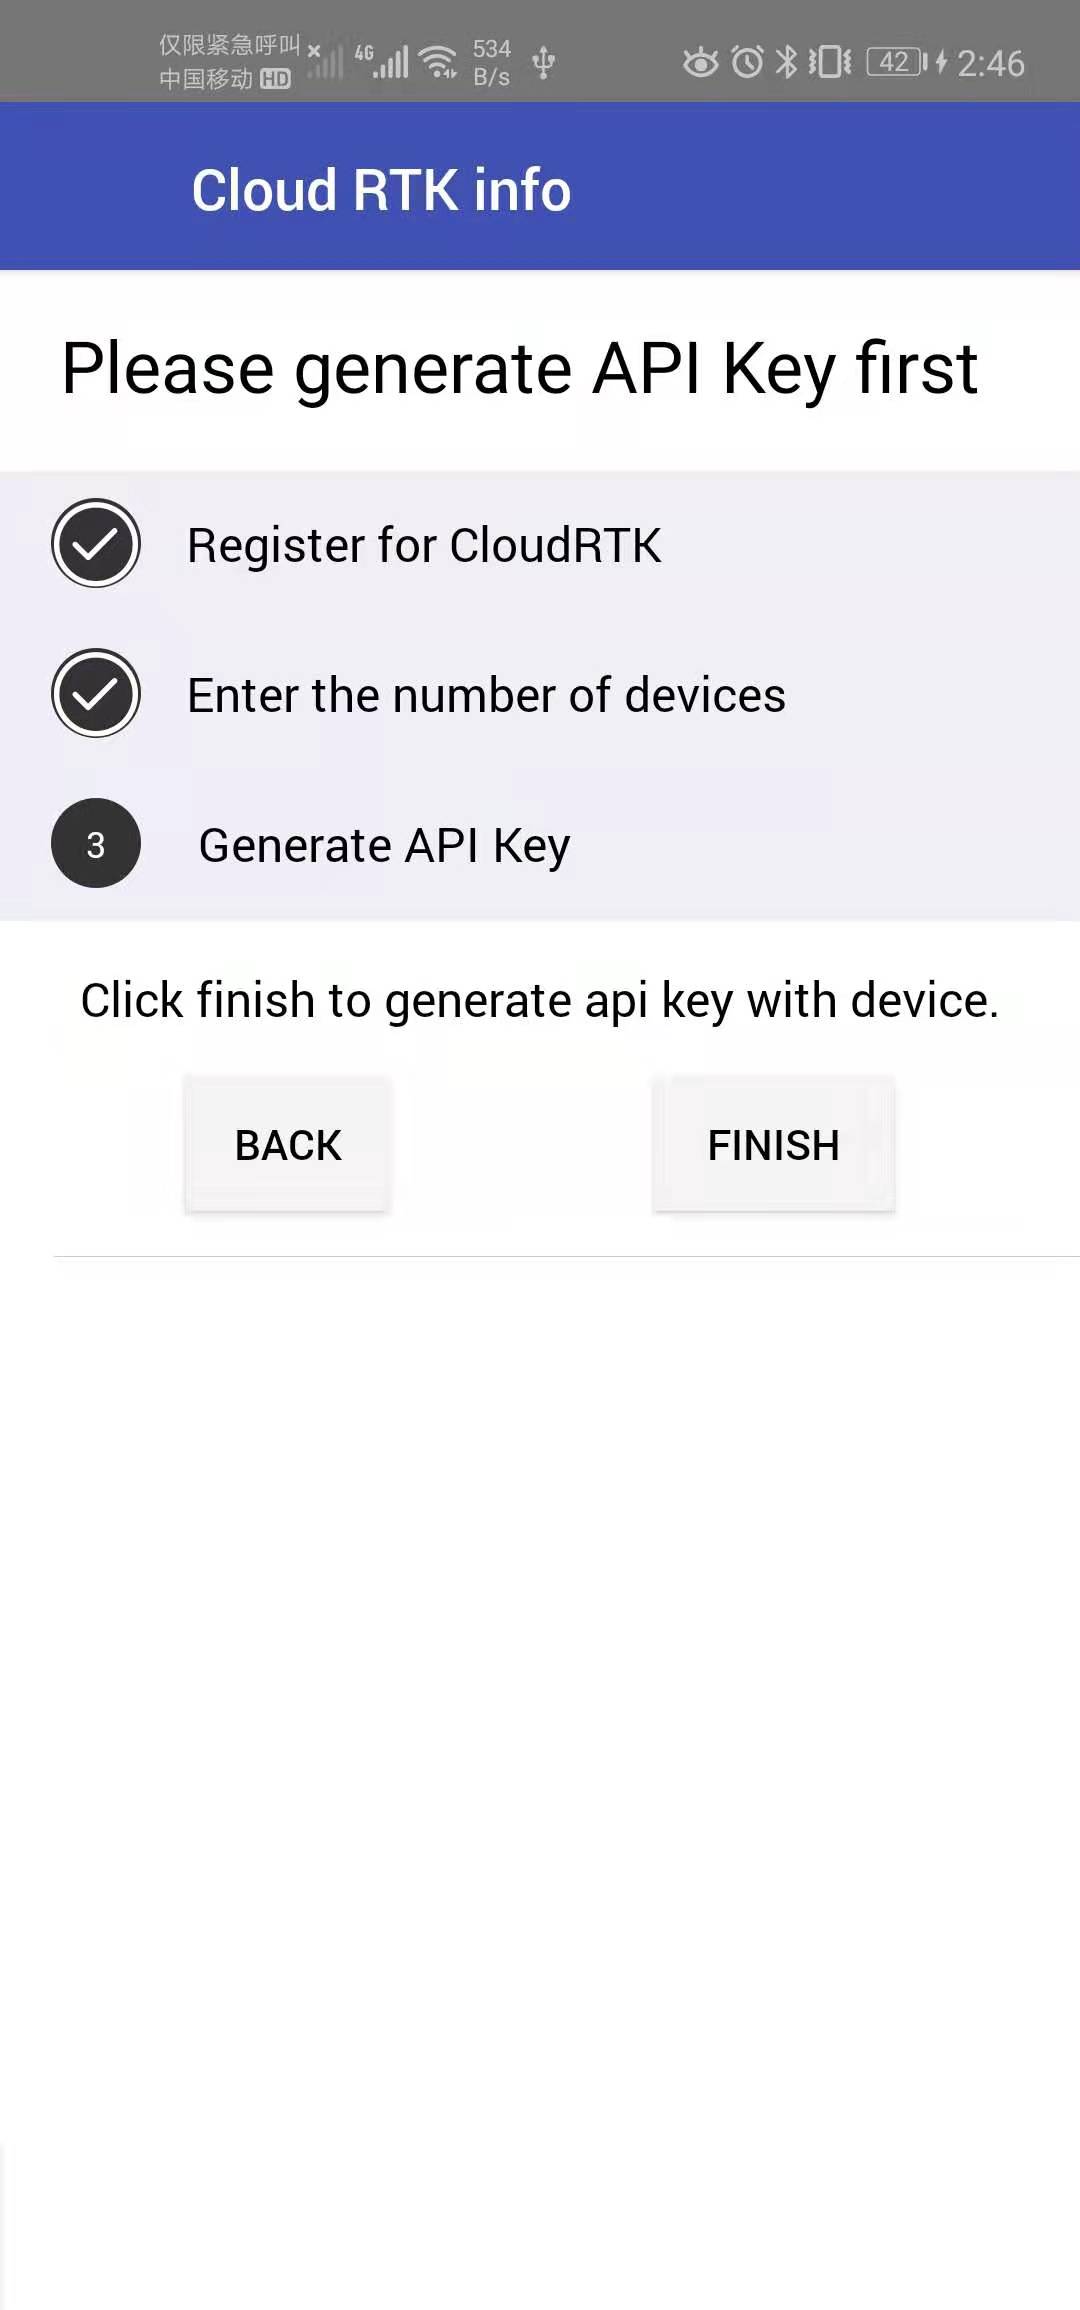 仅限紧急呼叫
中国移动 HD
4G
534
B/s
42
2:46
Cloud RTK info
Please generate API Key first
Register for CloudRTK
Enter the number of devices
3
Generate API Key
Click finish to generate api key with device.
BACK
FINISH